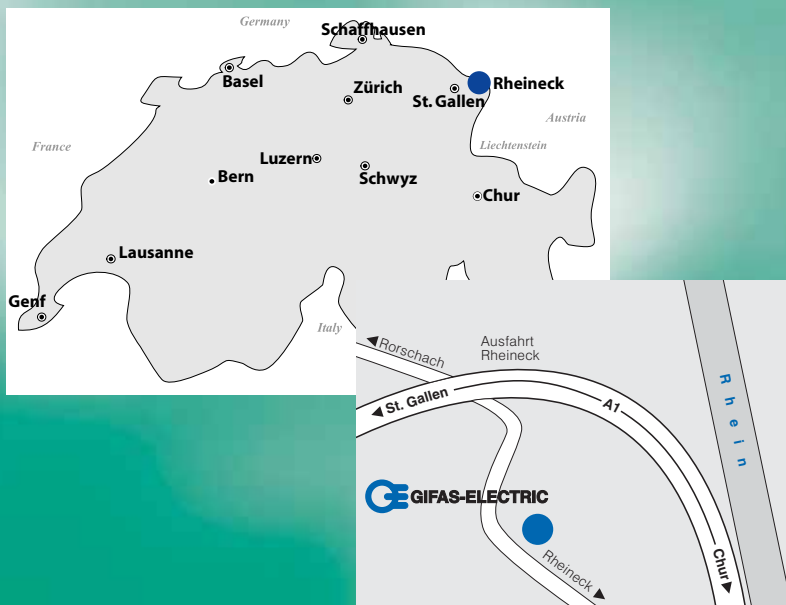 Germany
Schaffhausen
Basel
Zürich
Rheineck
St. Gallen
Austria
France
Liechtenstein
Luzern
Bern
Schwyz
Chur
Lausanne
Genf
Italy
Rorschach
Ausfahrt
Rheineck
St. Gallen
A1
Rhein
GIFAS-ELECTRIC
Rheineck
Chur